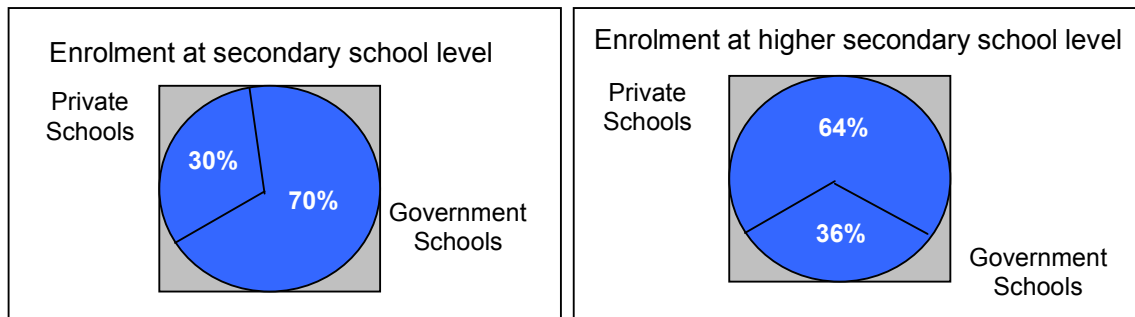 Enrolment at secondary school level
Private
Schools
30%
70%
Government
Schools
Enrolment at higher secondary school level
Private
Schools
64%
36%
Government
Schools